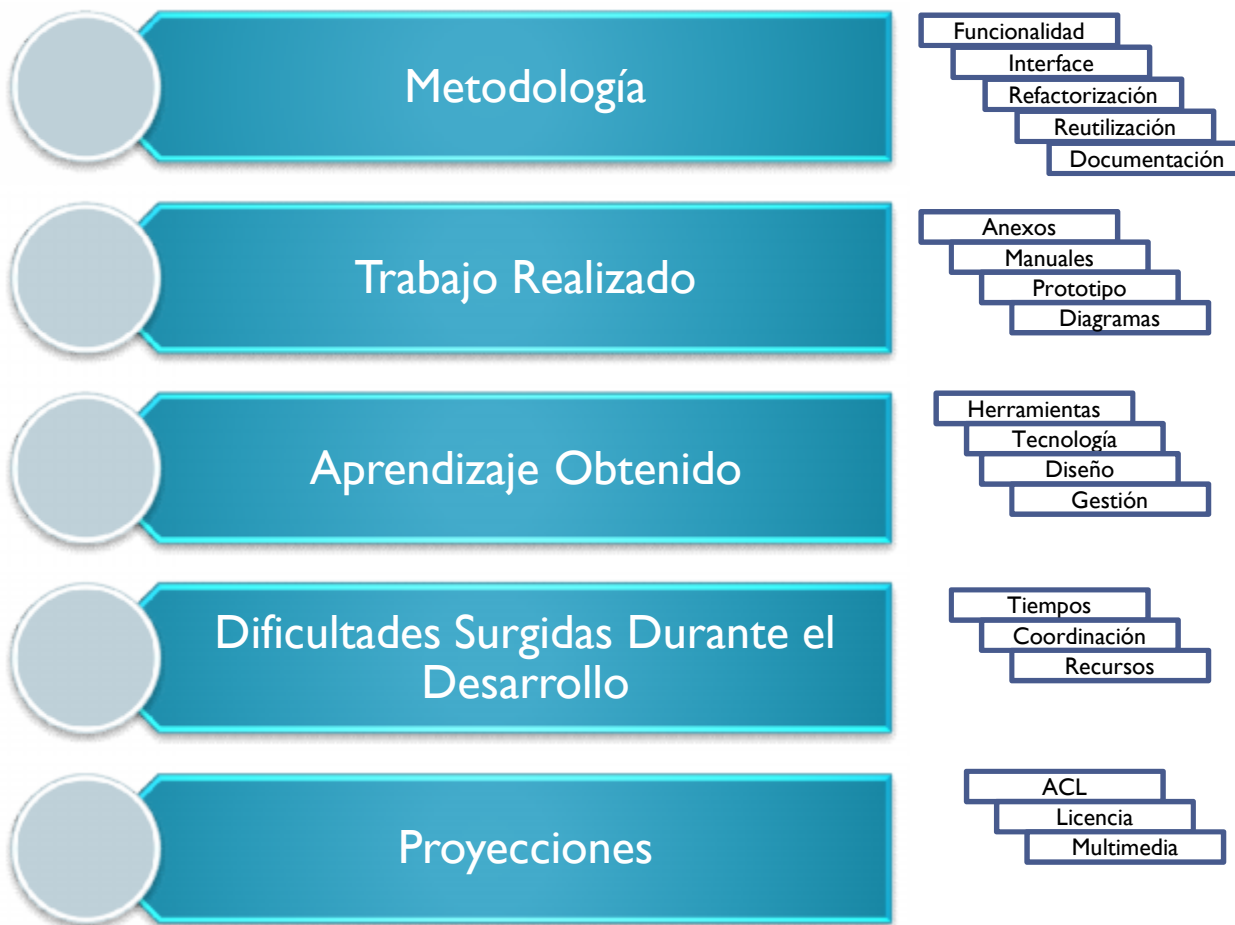 Metodología
Funcionalidad
Interface
Refactorización
Reutilización
Documentación
Trabajo Realizado
Anexos
Manuales
Prototipo
Diagramas
Aprendizaje Obtenido
Herramientas
Tecnología
Diseño
Gestión
Dificultades Surgidas Durante el
Desarrollo
Tiempos
Coordinación
Recursos
Proyecciones
ACL
Licencia
Multimedia